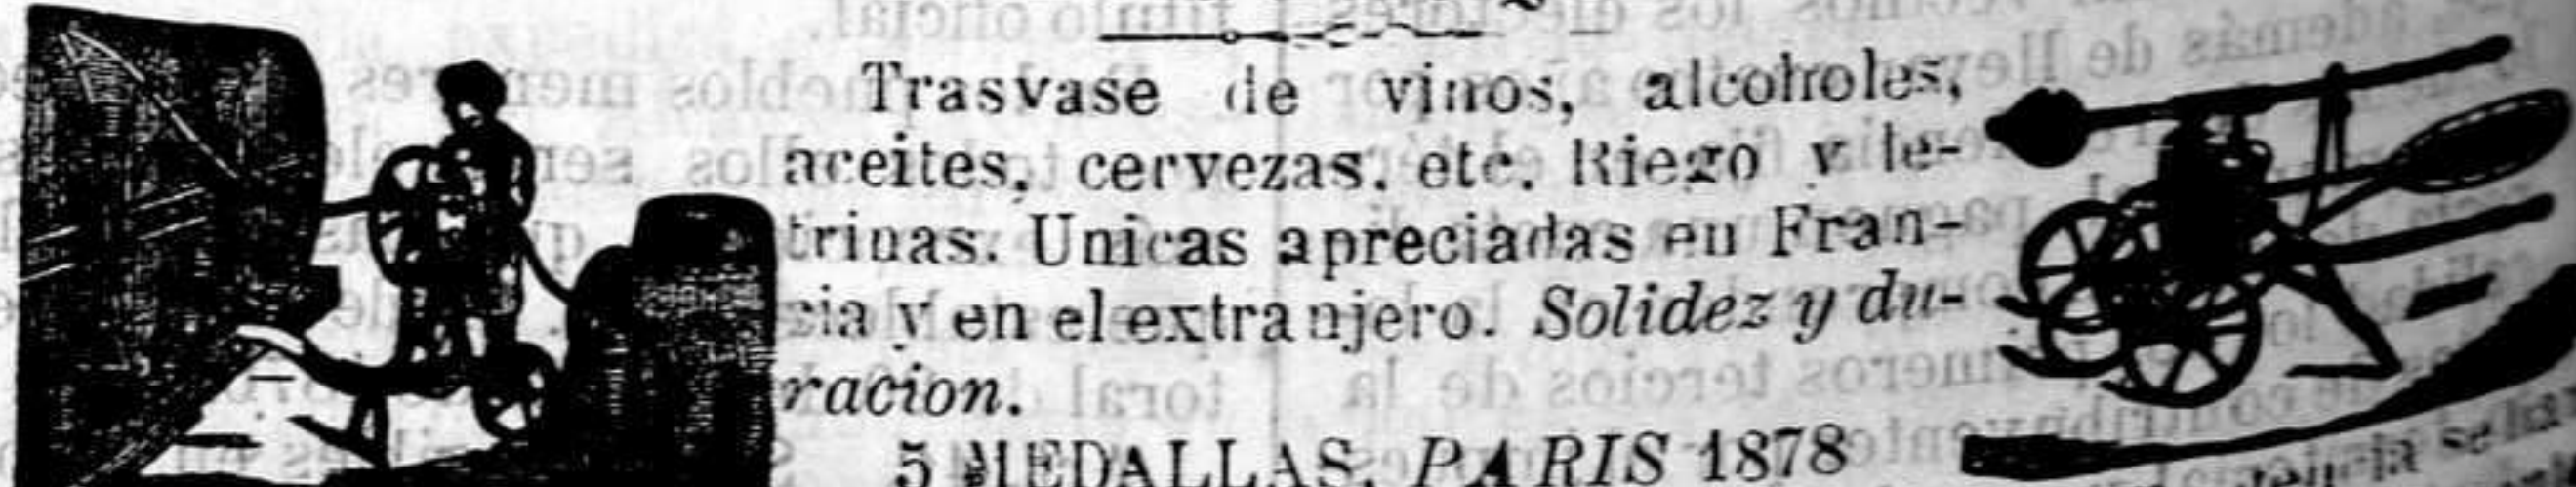 Trasvase de vinos, alcoholes,
aceites, cervezas, etc. Riego y le-
trinas. Unicas apreciadas en Fran-
cia y en el extranjero. Solidez y du-
racion.
5 MEDALLAS, PARIS 1878